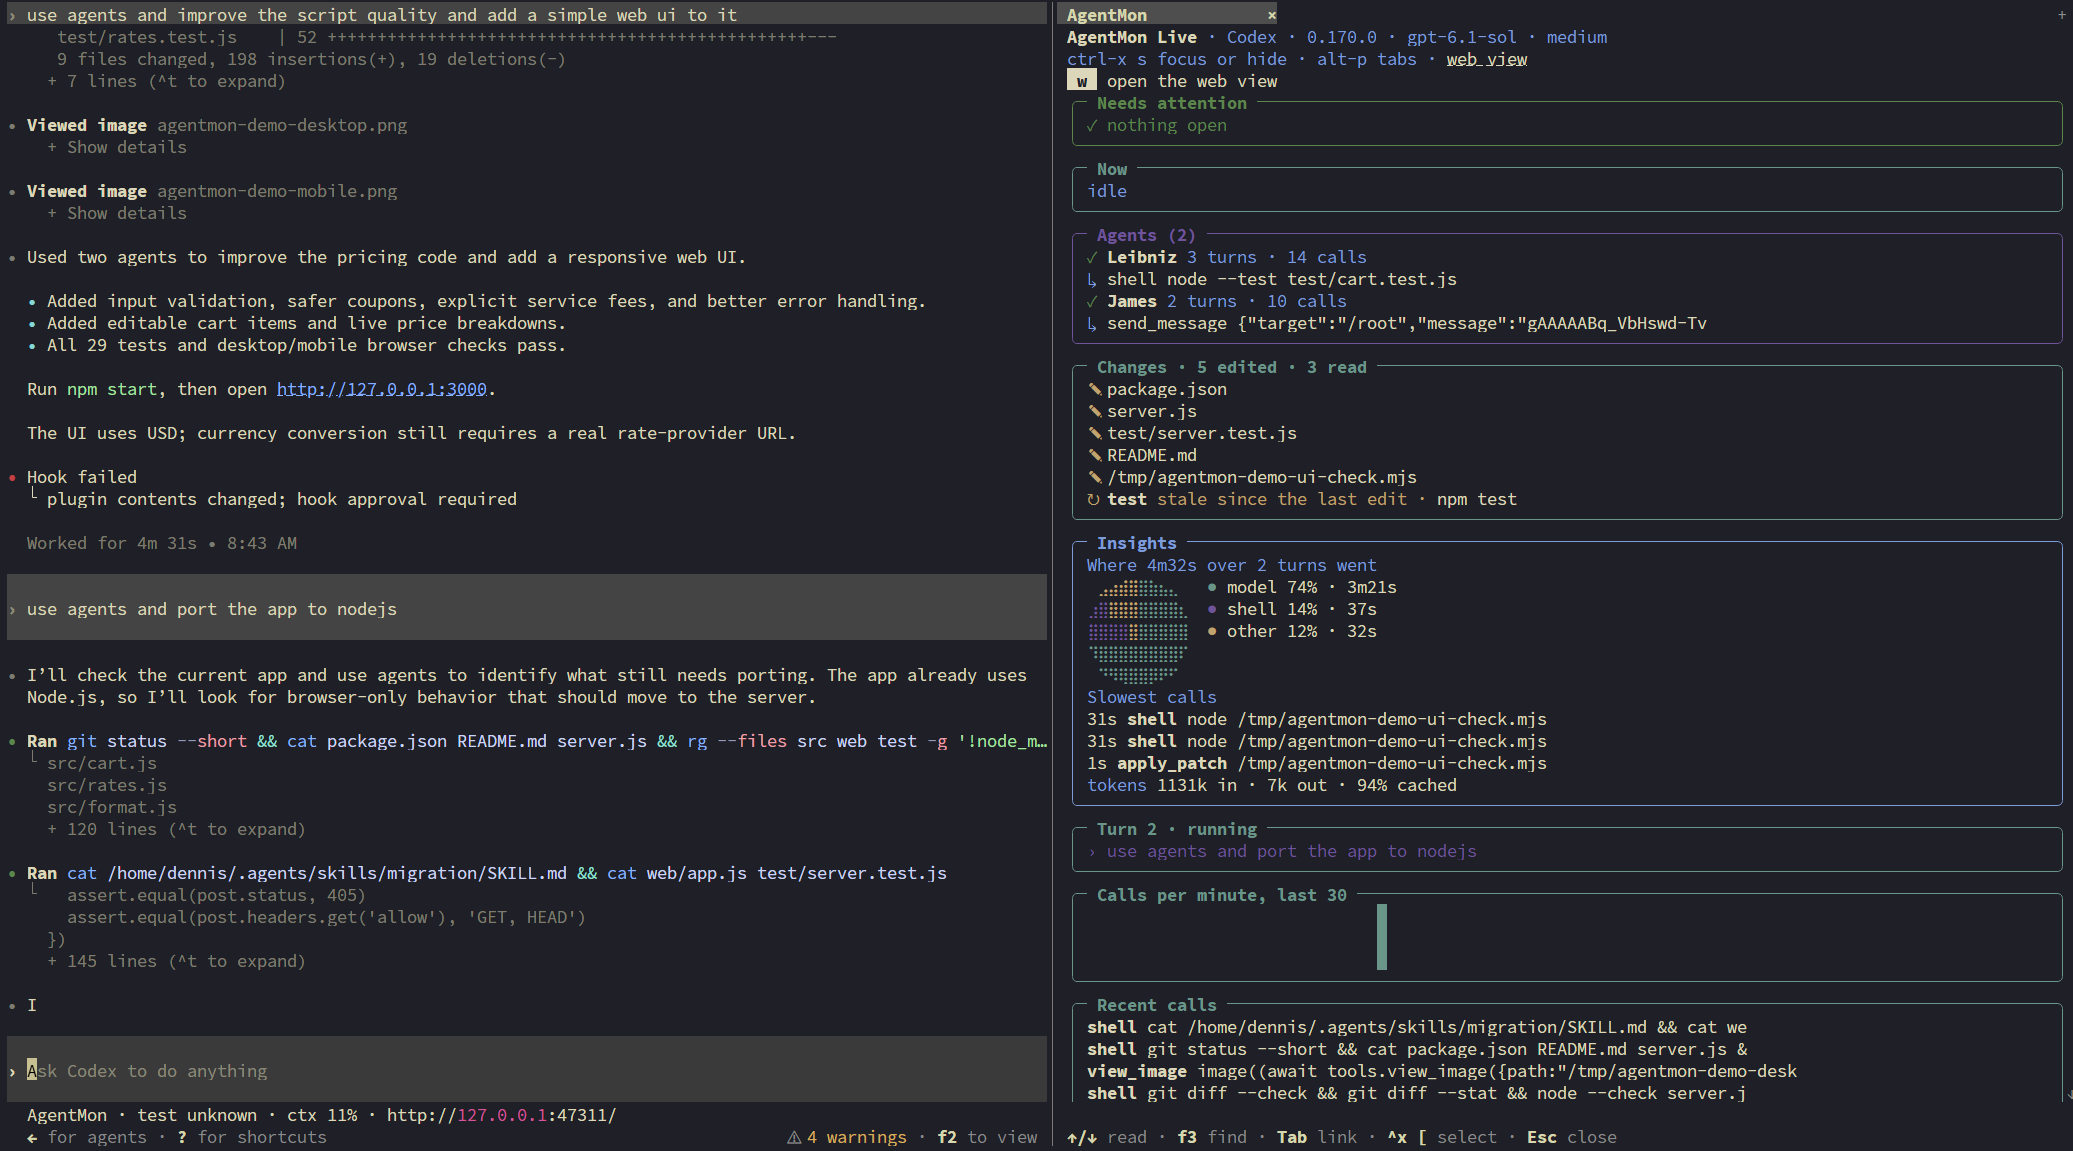 › use agents and improve the script quality and add a simple web ui to it
test/rates.test.js | 52 ++++++++++++++++++++++++++++++++++++++++++++++++---
9 files changed, 198 insertions(+), 19 deletions(-)
+ 7 lines (^t to expand)
• Viewed image agentmon-demo-desktop.png
+ Show details
• Viewed image agentmon-demo-mobile.png
+ Show details
• Used two agents to improve the pricing code and add a responsive web UI.
• Added input validation, safer coupons, explicit service fees, and better error handling.
• Added editable cart items and live price breakdowns.
• All 29 tests and desktop/mobile browser checks pass.
Run npm start, then open http://127.0.0.1:3000.
The UI uses USD; currency conversion still requires a real rate-provider URL.
• Hook failed
└ plugin contents changed; hook approval required
Worked for 4m 31s • 8:43 AM
› use agents and port the app to nodejs
• I’ll check the current app and use agents to identify what still needs porting. The app already uses
Node.js, so I’ll look for browser-only behavior that should move to the server.
• Ran git status --short && cat package.json README.md server.js && rg --files src web test -g '!node_m…
└ src/cart.js
src/rates.js
src/format.js
+ 120 lines (^t to expand)
• Ran cat /home/dennis/.agents/skills/migration/SKILL.md && cat web/app.js test/server.test.js
└ assert.equal(post.status, 405)
assert.equal(post.headers.get('allow'), 'GET, HEAD')
})
+ 145 lines (^t to expand)
• I
› Ask Codex to do anything
AgentMon · test unknown · ctx 11% · http://127.0.0.1:47311/
← for agents · ? for shortcuts
⚠ 4 warnings · f2 to view
AgentMon ×
+
AgentMon Live · Codex · 0.170.0 · gpt-6.1-sol · medium
ctrl-x s focus or hide · alt-p tabs · web view
w open the web view
Needs attention
✓ nothing open
Now
idle
Agents (2)
✓ Leibniz 3 turns · 14 calls
↳ shell node --test test/cart.test.js
✓ James 2 turns · 10 calls
↳ send_message {"target":"/root","message":"gAAAAABq_VbHswd-Tv
Changes · 5 edited · 3 read
✎ package.json
✎ server.js
✎ test/server.test.js
✎ README.md
✎ /tmp/agentmon-demo-ui-check.mjs
↻ test stale since the last edit · npm test
Insights
Where 4m32s over 2 turns went
● model 74% · 3m21s
● shell 14% · 37s
● other 12% · 32s
Slowest calls
31s shell node /tmp/agentmon-demo-ui-check.mjs
31s shell node /tmp/agentmon-demo-ui-check.mjs
1s apply_patch /tmp/agentmon-demo-ui-check.mjs
tokens 1131k in · 7k out · 94% cached
Turn 2 · running
› use agents and port the app to nodejs
Calls per minute, last 30
Recent calls
shell cat /home/dennis/.agents/skills/migration/SKILL.md && cat we
shell git status --short && cat package.json README.md server.js &
view_image image((await tools.view_image({path:"/tmp/agentmon-demo-desk
shell git diff --check && git diff --stat && node --check server.j
↑/↓ read · f3 find · Tab link · ^x [ select · Esc close